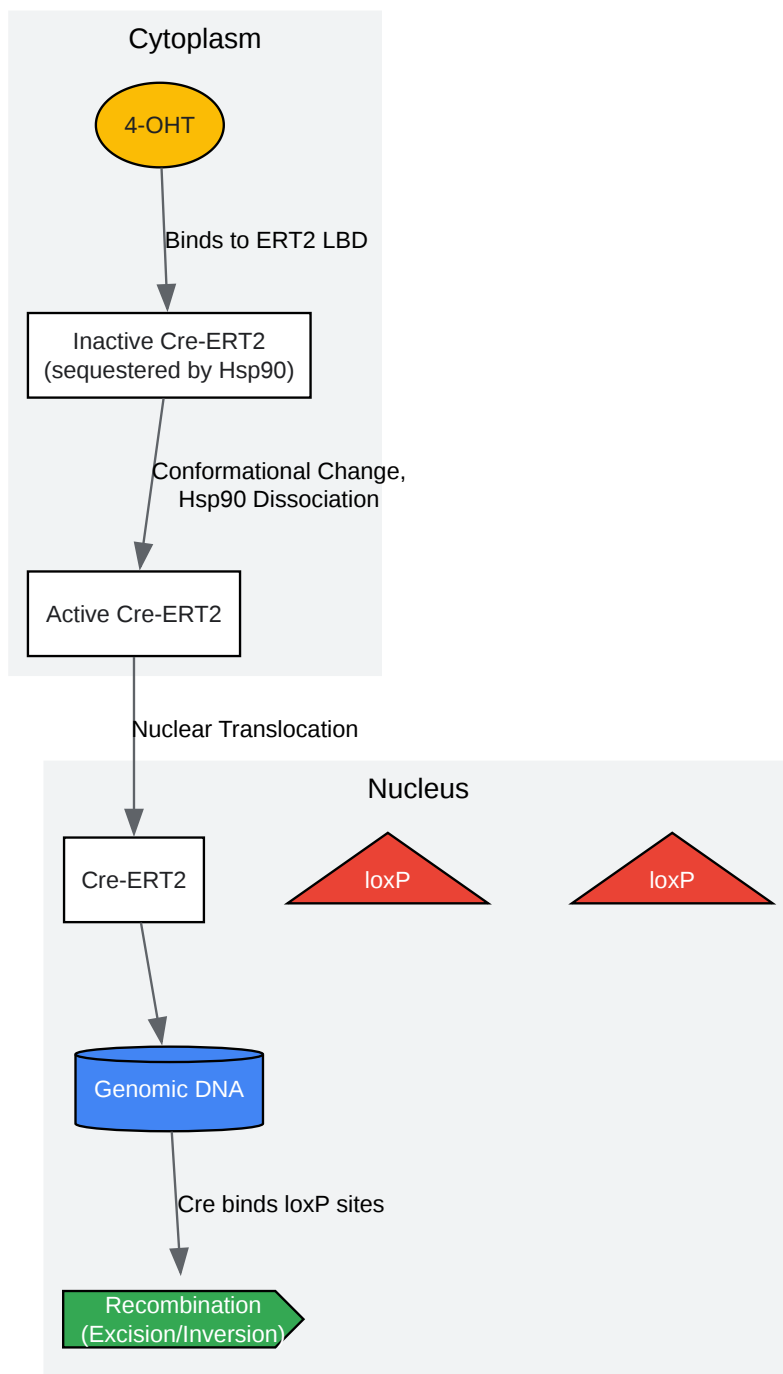 Cytoplasm
4-OHT
Binds to ERT2 LBD
Inactive Cre-ERT2
(sequestered by Hsp90)
Conformational Change,
Hsp90 Dissociation
Active Cre-ERT2
Nuclear Translocation
Nucleus
Cre-ERT2
loxP
loxP
Genomic DNA
Cre binds loxP sites
Recombination
(Excision/Inversion)